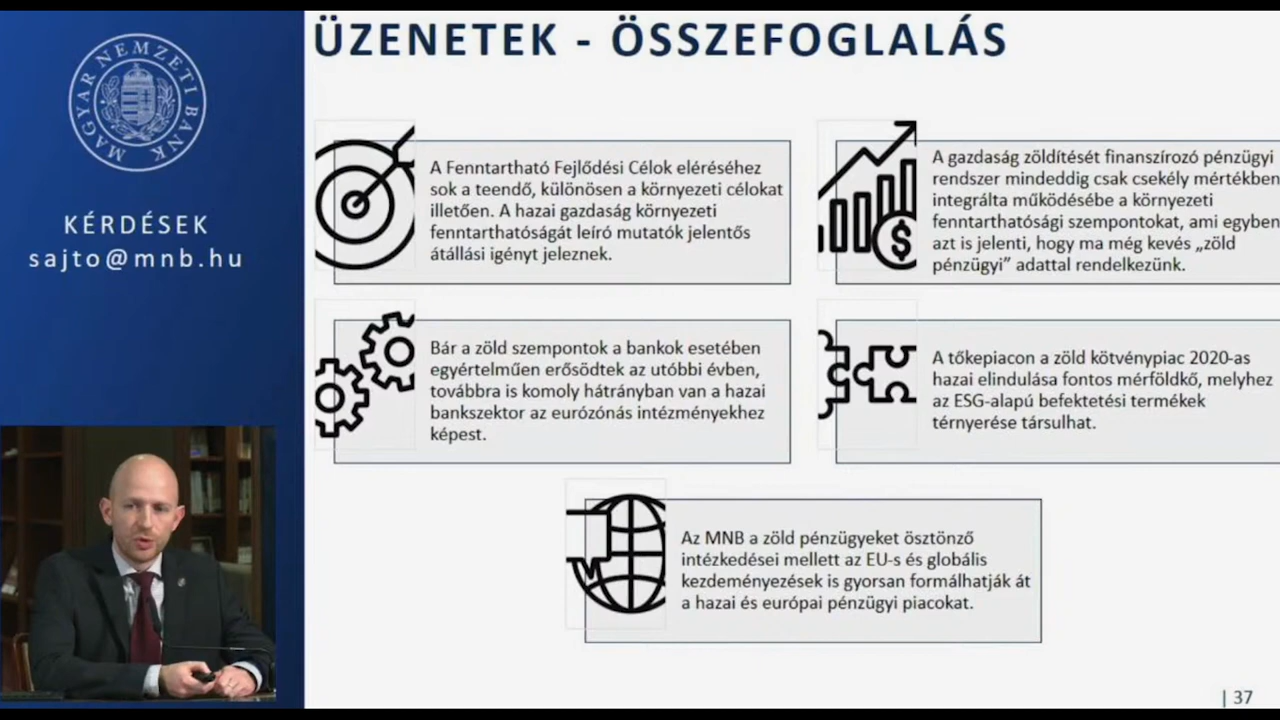 ÜZENETEK - ÖSSZEFOGLALÁS
MAGYAR NEMZETI BANK
KÉRDÉSEK
sajto@mnb.hu
A Fenntartható Fejlődési Célok eléréséhez
sok a teendő, különösen a környezeti célokat
illetően. A hazai gazdaság környezeti
fenntarthatóságát leíró mutatók jelentős
átállási igényt jeleznek.
A gazdaság zöldítését finanszírozó pénzügyi
rendszer mindeddig csak csekély mértékben
integrálta működésébe a környezeti
fenntarthatósági szempontokat, ami egyben
azt is jelenti, hogy ma még kevés „zöld
pénzügyi” adattal rendelkezünk.
Bár a zöld szempontok a bankok esetében
egyértelműen erősödtek az utóbbi évben,
továbbra is komoly hátrányban van a hazai
bankszektor az eurózónás intézményekhez
képest.
A tőkepiacon a zöld kötvénypiac 2020-as
hazai elindulása fontos mérföldkő, melyhez
az ESG-alapú befektetési termékek
térnyerése társulhat.
Az MNB a zöld pénzügyeket ösztönző
intézkedései mellett az EU-s és globális
kezdeményezések is gyorsan formálhatják át
a hazai és európai pénzügyi piacokat.
| 37